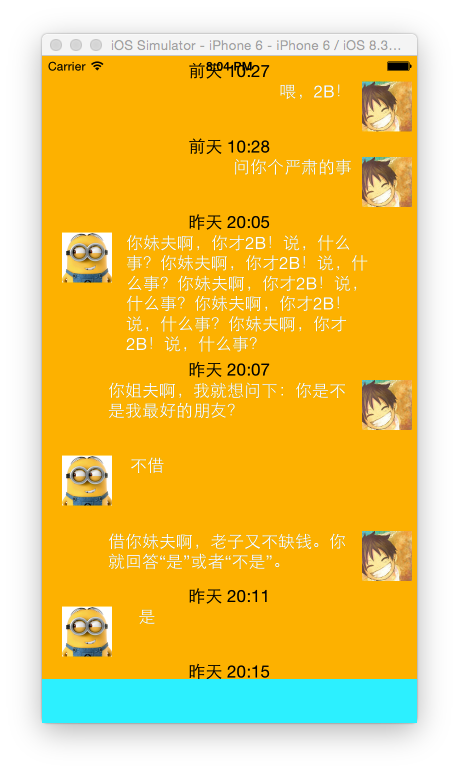 iOS Simulator - iPhone 6 - iPhone 6 / iOS 8.3...
Carrier 8:04 PM
前天 10:27
喂，2B！
前天 10:28
问你个严肃的事
昨天 20:05
你妹夫啊，你才2B！说，什么
事？你妹夫啊，你才2B！说，什
么事？你妹夫啊，你才2B！说，
什么事？你妹夫啊，你才2B！
说，什么事？你妹夫啊，你才
2B！说，什么事？
昨天 20:07
你姐夫啊，我就想问下：你是不
是我最好的朋友？
不借
借你妹夫啊，老子又不缺钱。你
就回答“是”或者“不是”。
昨天 20:11
是
昨天 20:15